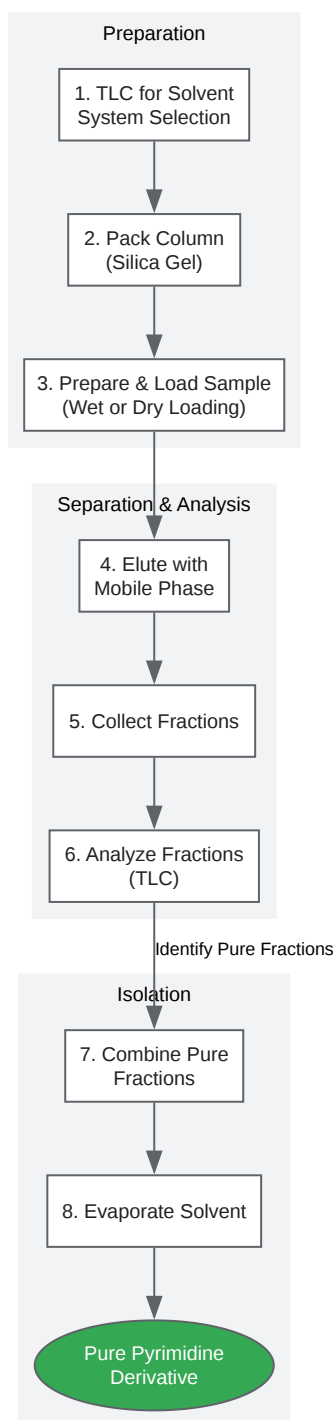 Preparation
1. TLC for Solvent
System Selection
2. Pack Column
(Silica Gel)
3. Prepare & Load Sample
(Wet or Dry Loading)
Separation & Analysis
4. Elute with
Mobile Phase
5. Collect Fractions
6. Analyze Fractions
(TLC)
Identify Pure Fractions
Isolation
7. Combine Pure
Fractions
8. Evaporate Solvent
Pure Pyrimidine
Derivative